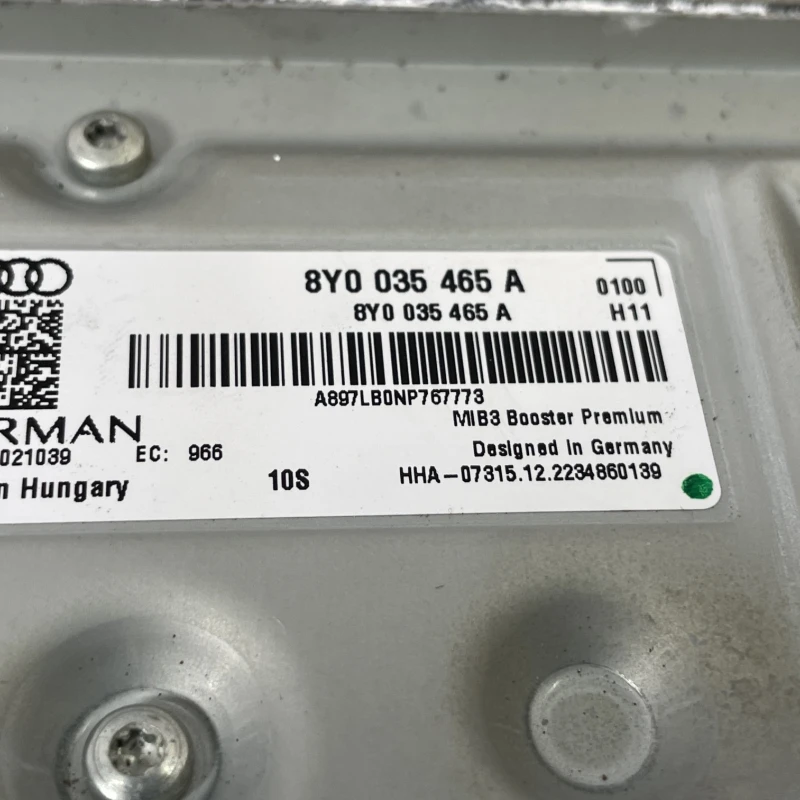 8Y0 035 465 A 0100
8Y0 035 465 A H11
A897LB0NP767773
MIB3 Booster Premium
RMAN
021039 EC: 966 Designed in Germany
n Hungary 10S HHA-07315.12.2234860139